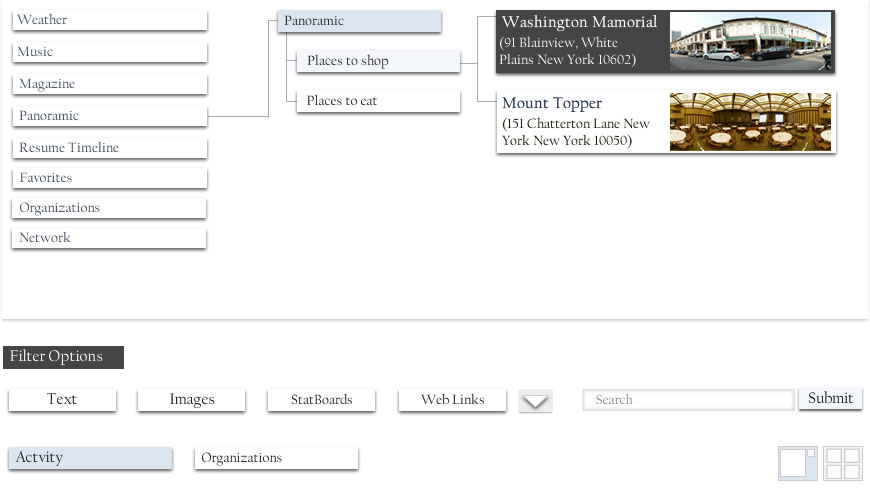 Weather
Music
Magazine
Panoramic
Resume Timeline
Favorites
Organizations
Network
Panoramic
Places to shop
Places to eat
Washington Mamorial
(91 Blainview, White
Plains New York 10602)
Mount Topper
(151 Chatterton Lane New
York New York 10050)
Filter Options
Text
Images
StatBoards
Web Links
Search
Submit
Actvity
Organizations